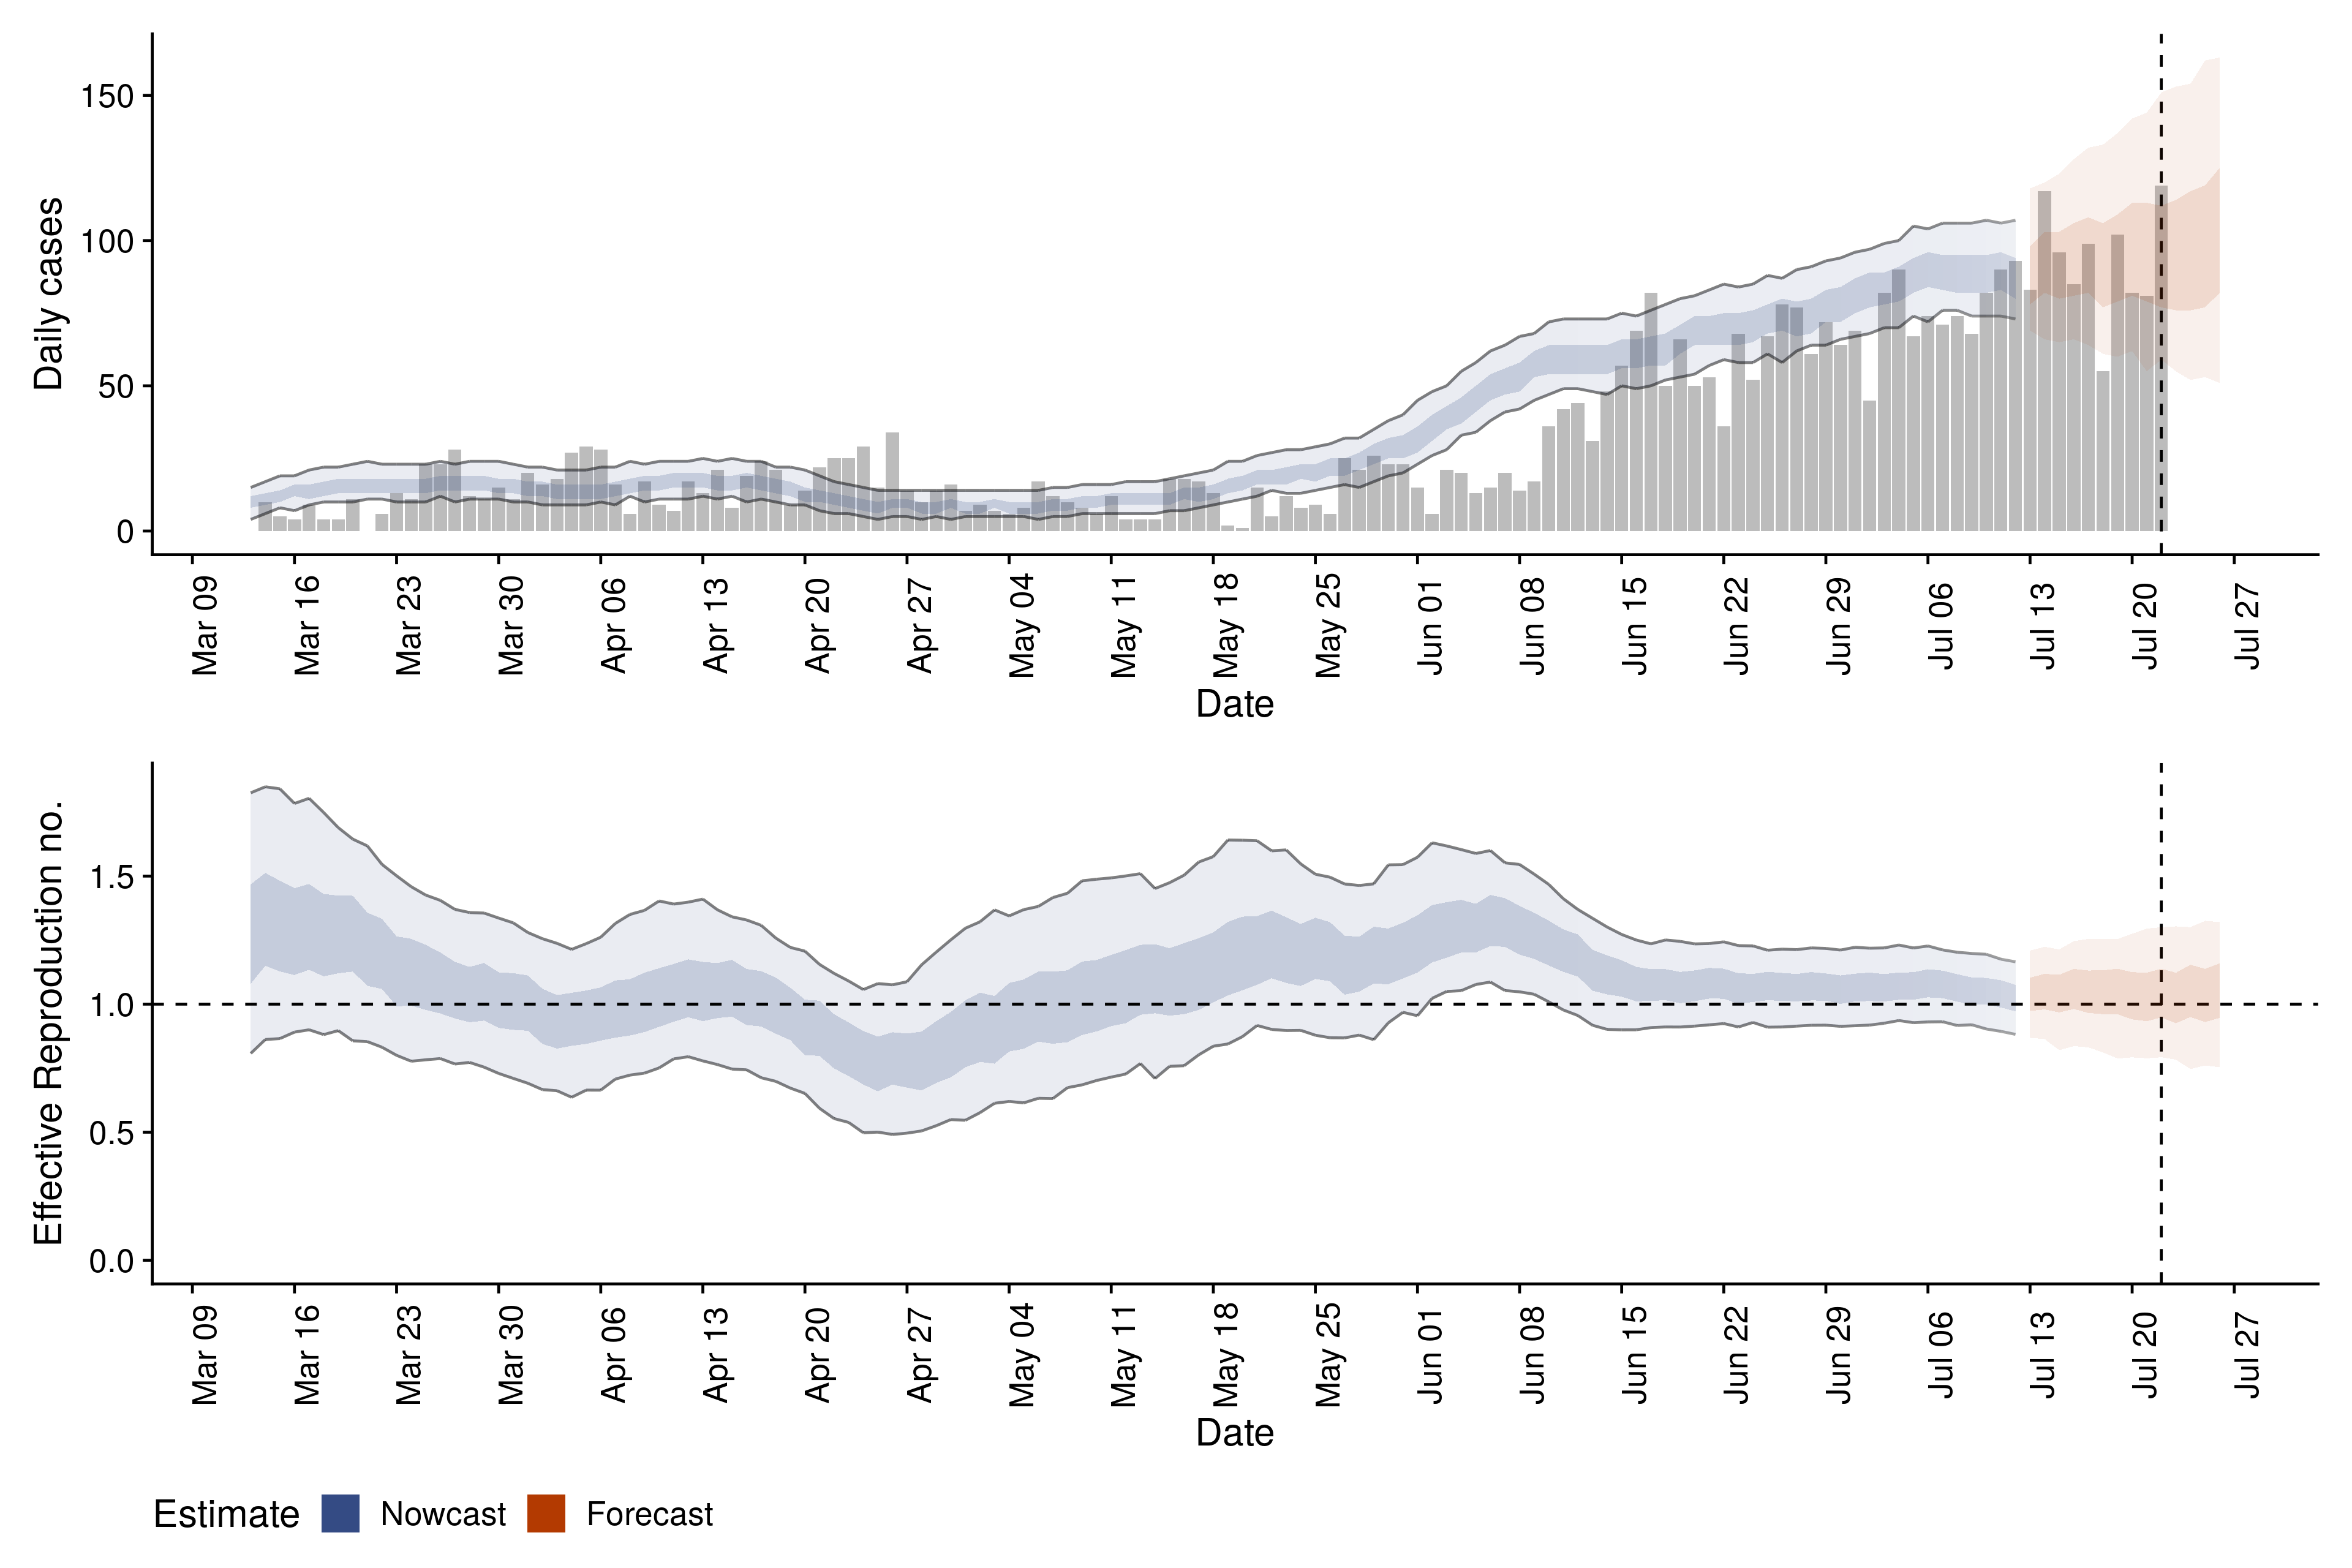 Daily cases
150
100
50
0
Mar 09
Mar 16
Mar 23
Mar 30
Apr 06
Apr 13
Apr 20
Apr 27
May 04
May 11
May 18
May 25
Jun 01
Jun 08
Jun 15
Jun 22
Jun 29
Jul 06
Jul 13
Jul 20
Jul 27
Date
Effective Reproduction no.
1.5
1.0
0.5
0.0
Mar 09
Mar 16
Mar 23
Mar 30
Apr 06
Apr 13
Apr 20
Apr 27
May 04
May 11
May 18
May 25
Jun 01
Jun 08
Jun 15
Jun 22
Jun 29
Jul 06
Jul 13
Jul 20
Jul 27
Date
Estimate Nowcast Forecast